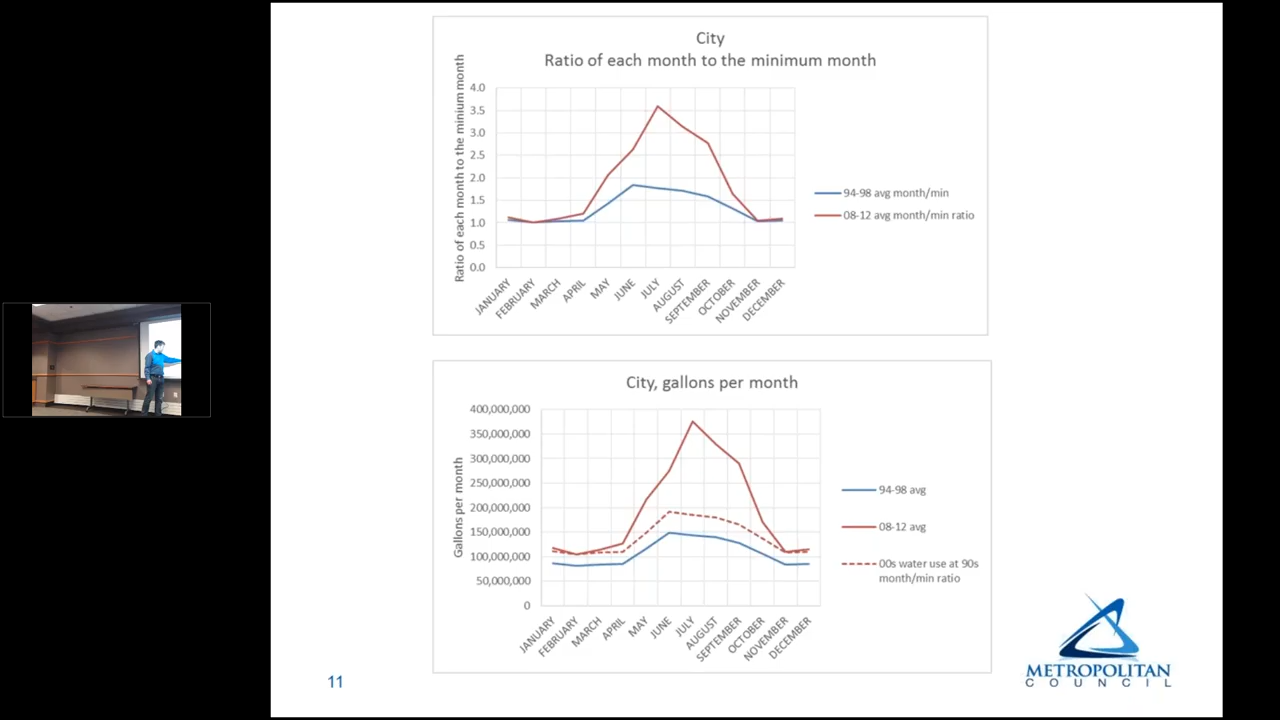 City
Ratio of each month to the minimum month
Ratio of each month to the minium month
4.0
3.5
3.0
2.5
2.0
1.5
1.0
0.5
0.0
JANUARY
FEBRUARY
MARCH
APRIL
MAY
JUNE
JULY
AUGUST
SEPTEMBER
OCTOBER
NOVEMBER
DECEMBER
94-98 avg month/min
08-12 avg month/min ratio
City, gallons per month
Gallons per month
400,000,000
350,000,000
300,000,000
250,000,000
200,000,000
150,000,000
100,000,000
50,000,000
0
JANUARY
FEBRUARY
MARCH
APRIL
MAY
JUNE
JULY
AUGUST
SEPTEMBER
OCTOBER
NOVEMBER
DECEMBER
94-98 avg
08-12 avg
00s water use at 90s
month/min ratio
11
METROPOLITAN
COUNCIL